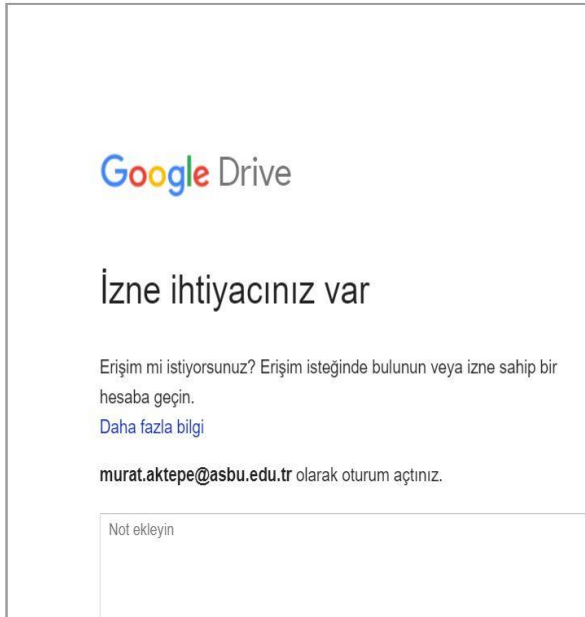 Google Drive
İzne ihtiyacınız var
Erişim mi istiyorsunuz? Erişim isteğinde bulunun veya izne sahip bir
hesaba geçin.
Daha fazla bilgi
murat.aktepe@asbu.edu.tr olarak oturum açtınız.
Not ekleyin